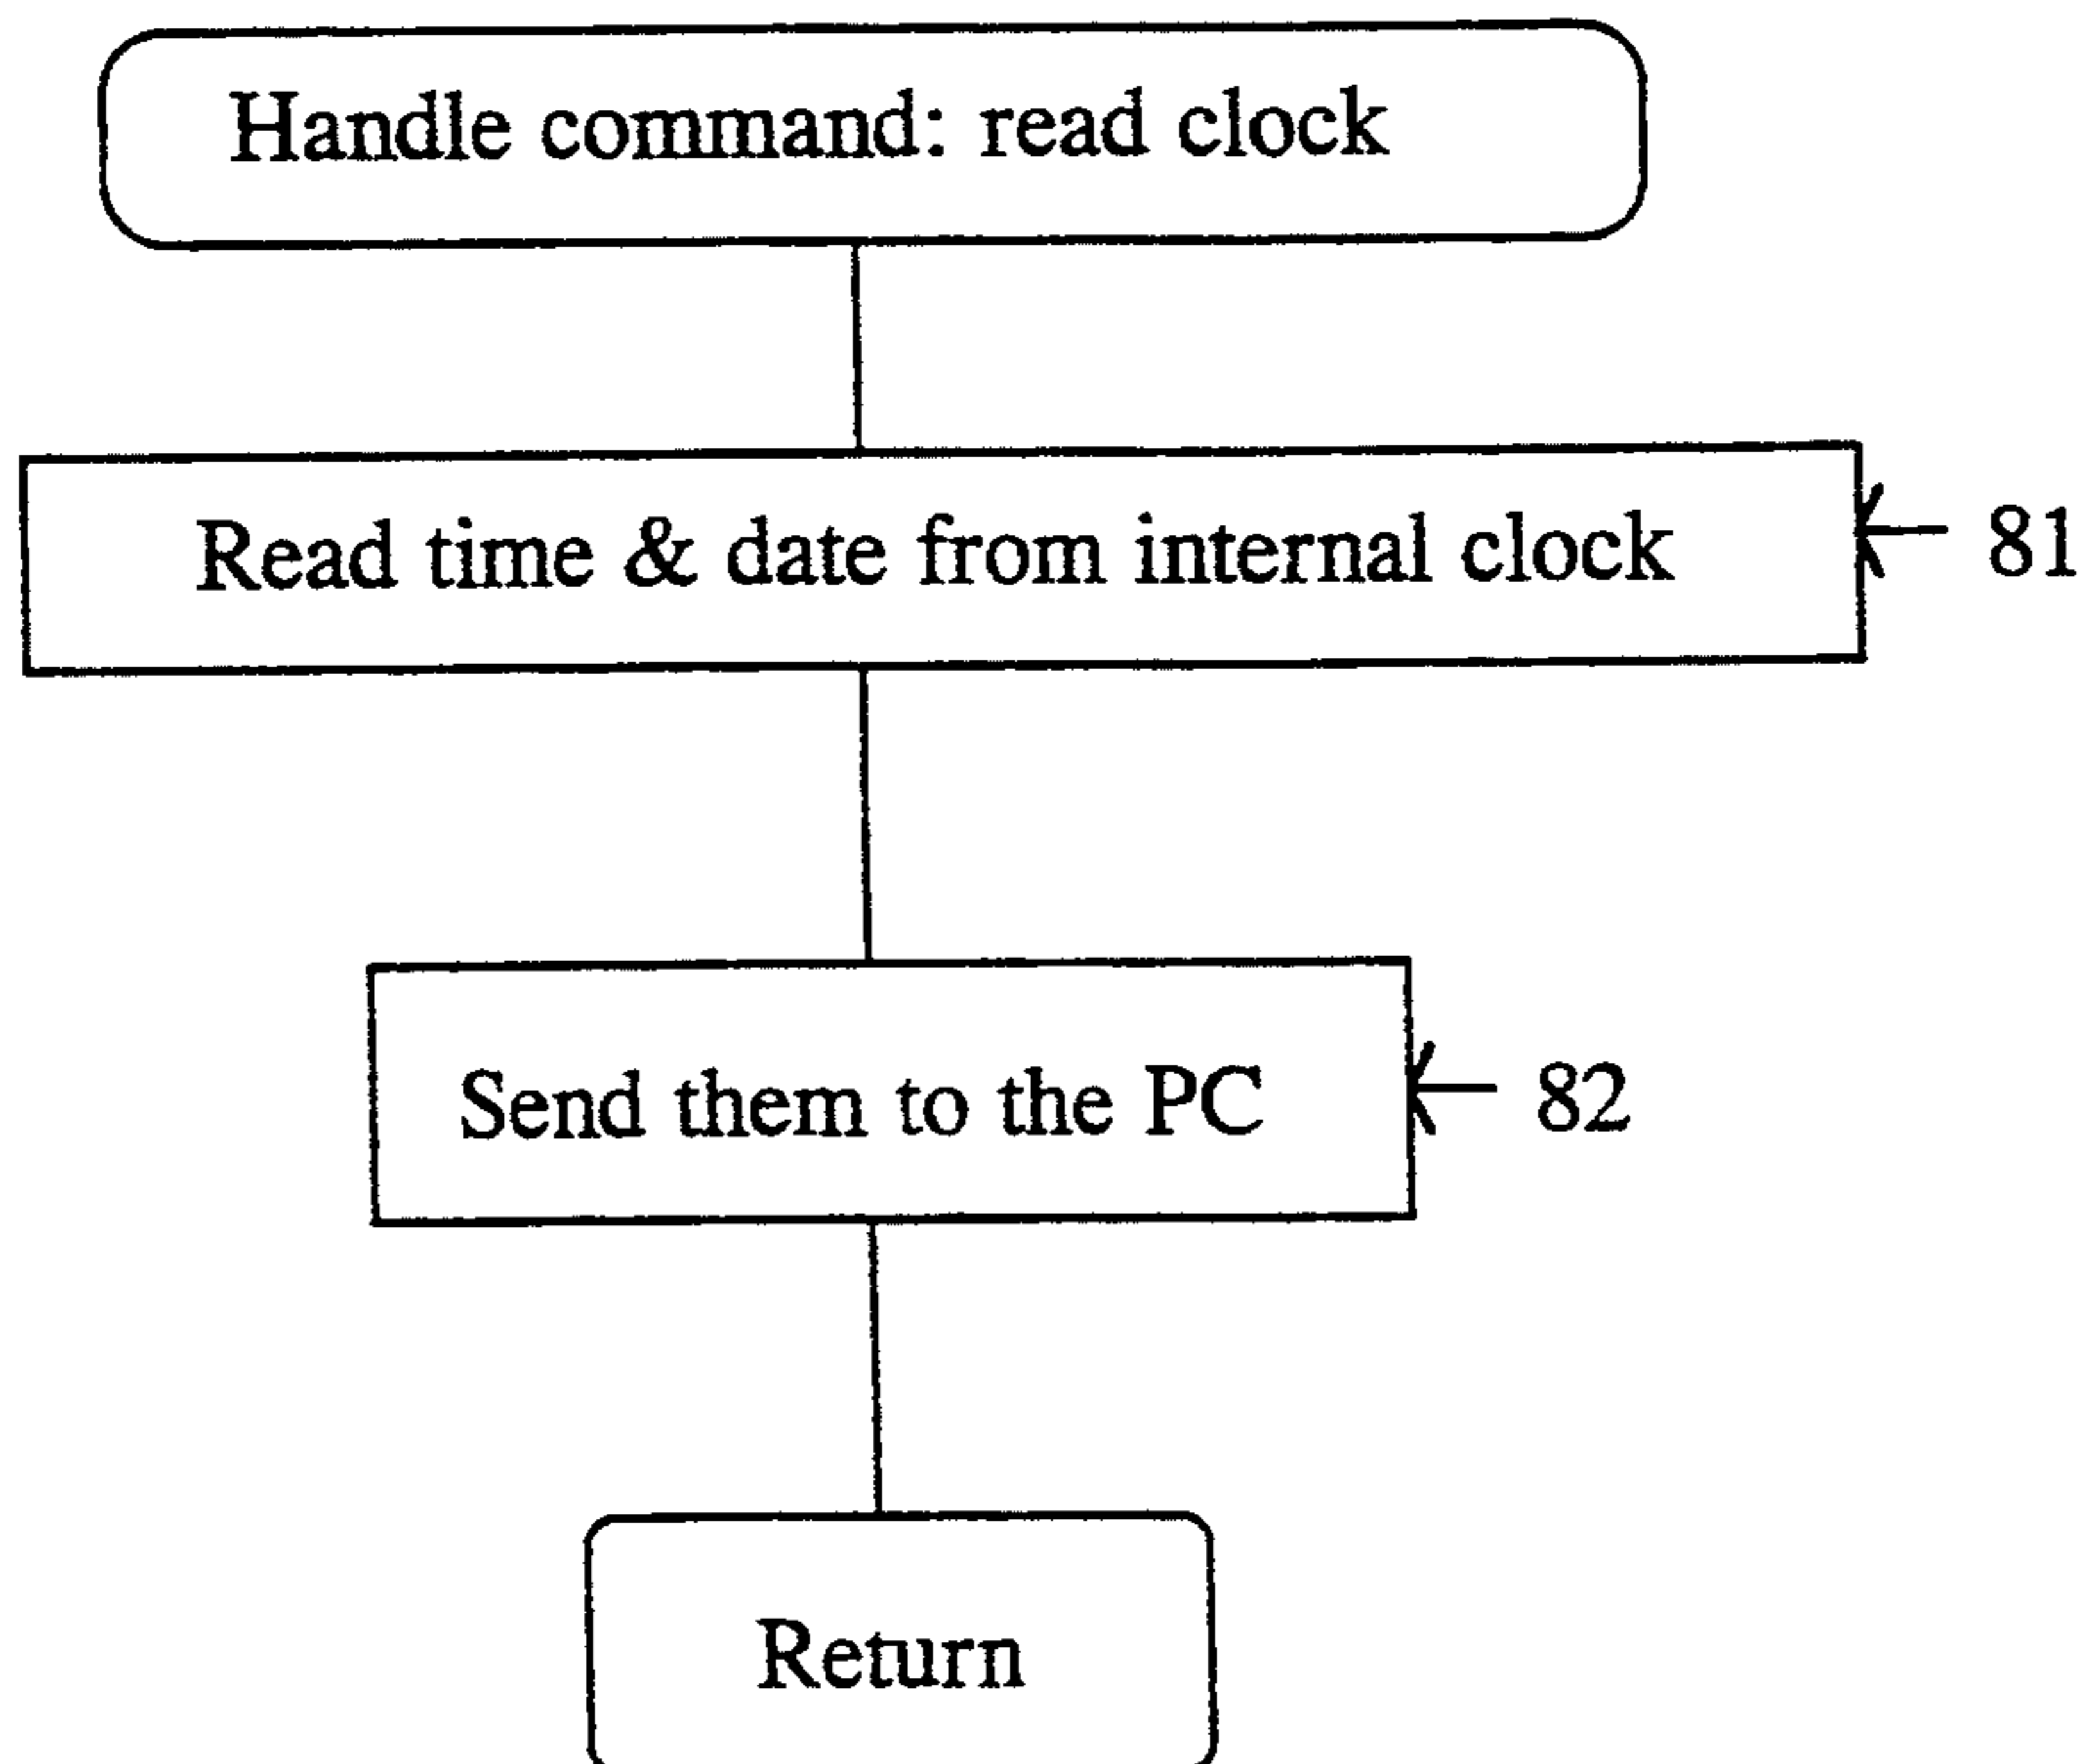 Handle command: read clock
Read time & date from internal clock
81
Send them to the PC
82
Return